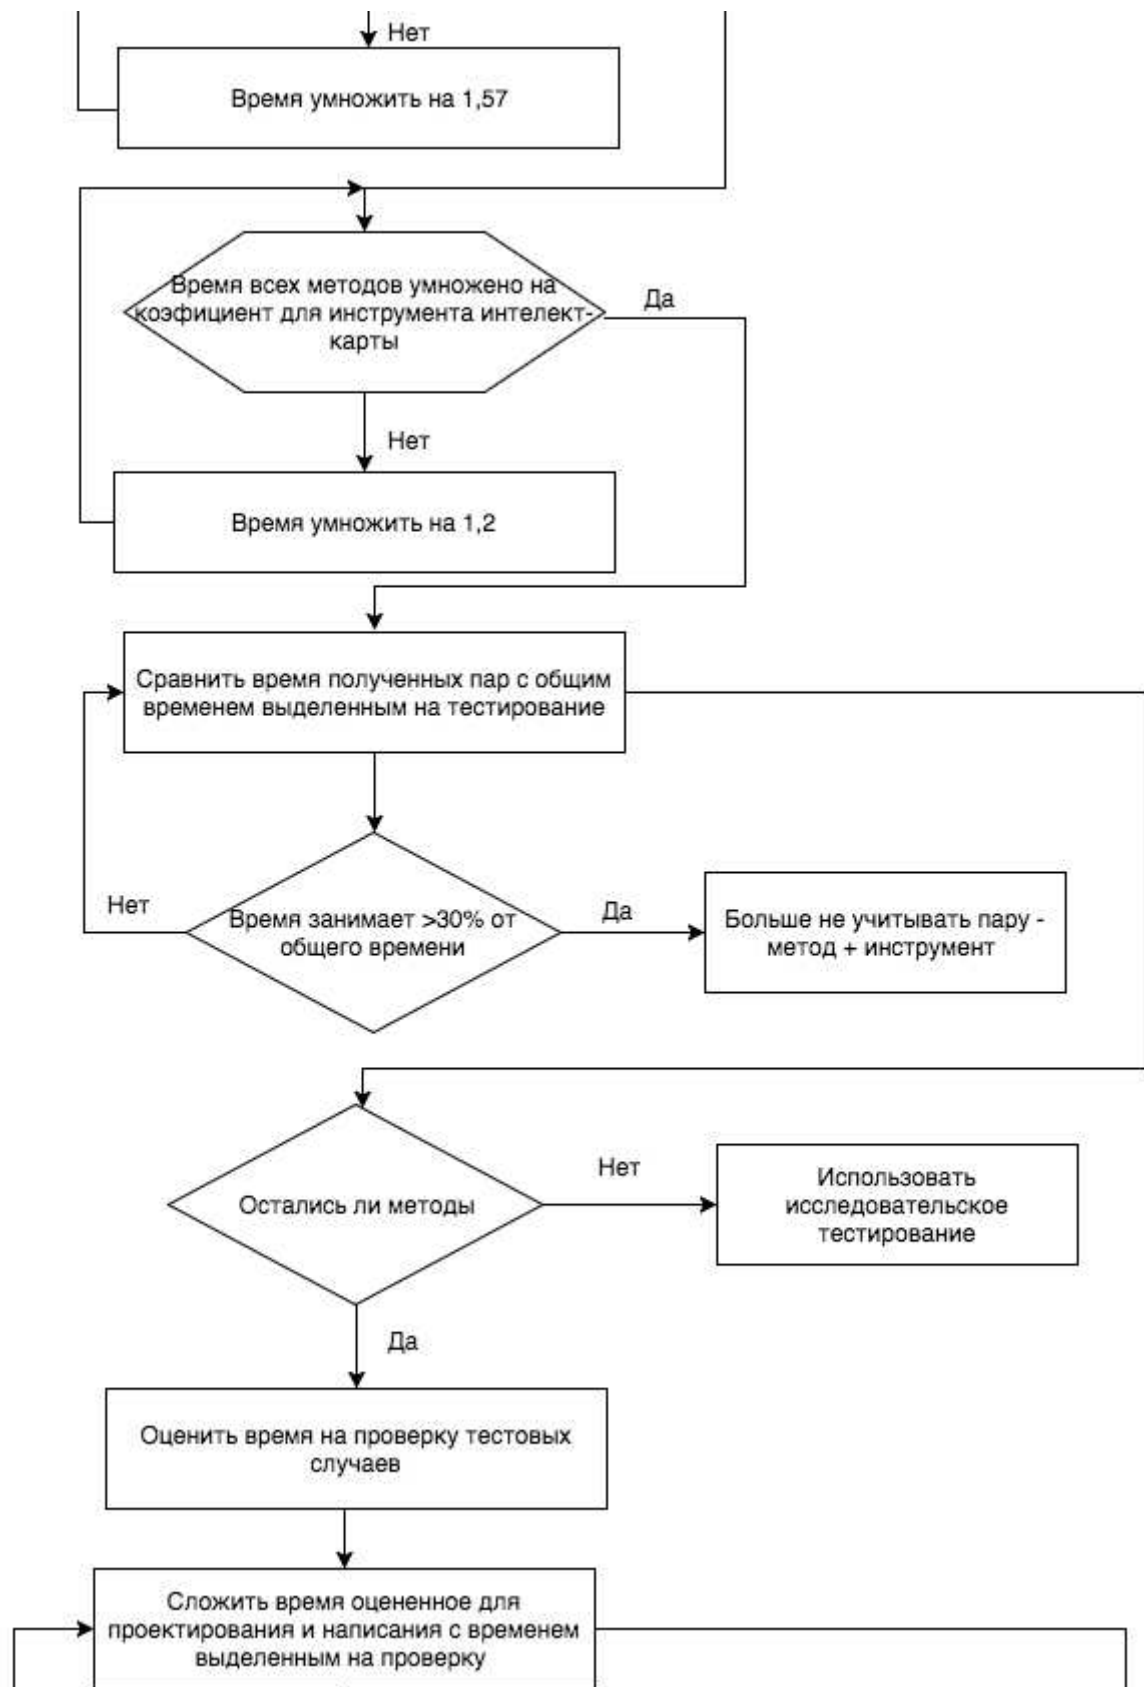 Нет
Время умножить на 1,57
Время всех методов умножено на
коэфициент для инструмента интелект-
карты
Да
Нет
Время умножить на 1,2
Сравнить время полученных пар с общим
временем выделенным на тестирование
Нет
Время занимает >30% от
общего времени
Да
Больше не учитывать пару -
метод + инструмент
Остались ли методы
Нет
Использовать
исследовательское
тестирование
Да
Оценить время на проверку тестовых
случаев
Сложить время оцененное для
проектирования и написания с временем
выделенным на проверку